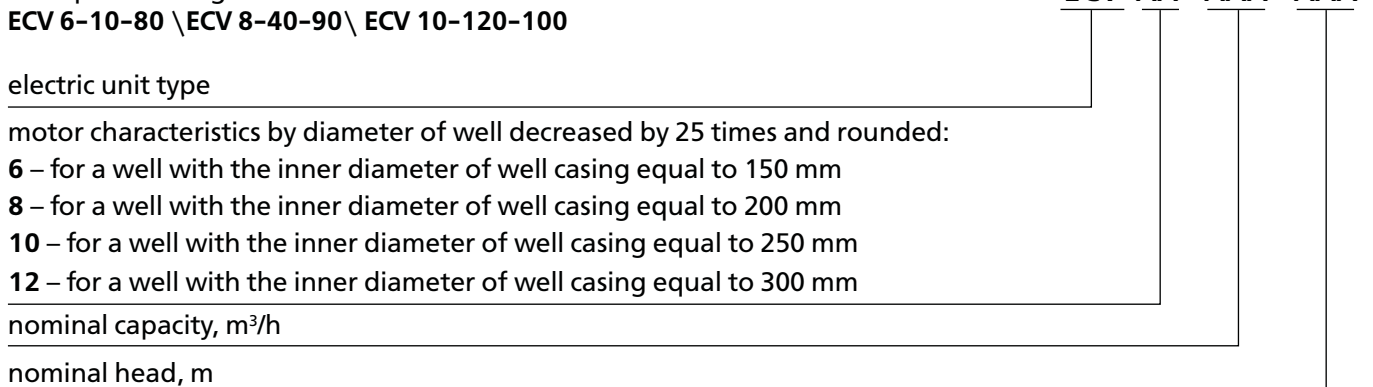 ECV 6-10-80 \ECV 8-40-90\ ECV 10-120-100
electric unit type
motor characteristics by diameter of well decreased by 25 times and rounded:
6 – for a well with the inner diameter of well casing equal to 150 mm
8 – for a well with the inner diameter of well casing equal to 200 mm
10 – for a well with the inner diameter of well casing equal to 250 mm
12 – for a well with the inner diameter of well casing equal to 300 mm
nominal capacity, m³/h
nominal head, m